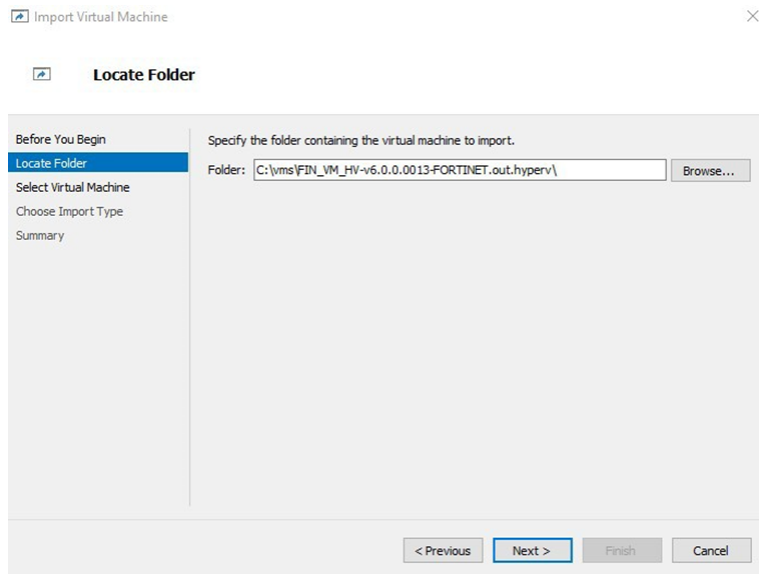 Import Virtual Machine
Locate Folder
Before You Begin
Locate Folder
Select Virtual Machine
Choose Import Type
Summary
Specify the folder containing the virtual machine to import.
Folder: C:\vms\FIN_VM_HV-v6.0.0.0013-FORTINET.out.hyperv\ Browse...
< Previous Next > Finish Cancel